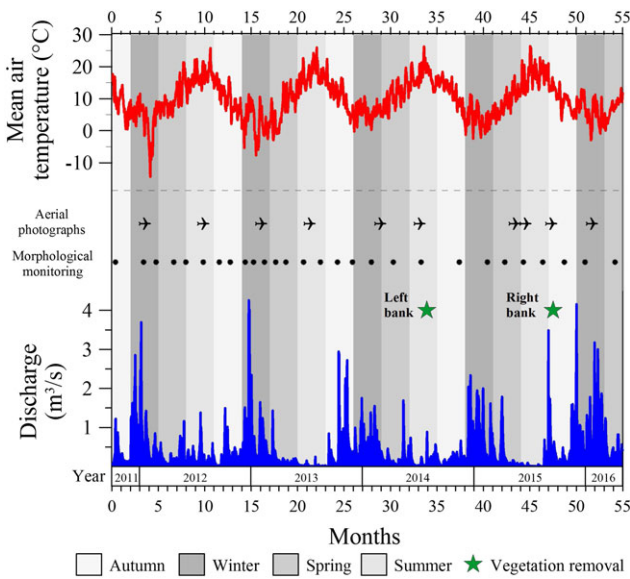 0 5 10 15 20 25 30 35 40 45 50 55
Mean air
temperature (°C)
30
20
10
0
-10
Aerial
photographs
Morphological
monitoring
Left
bank
Right
bank
Discharge
(m³/s)
4
3
2
1
Year
2011 2012 2013 2014 2015 2016
0 5 10 15 20 25 30 35 40 45 50 55
Months
Autumn Winter Spring Summer Vegetation removal